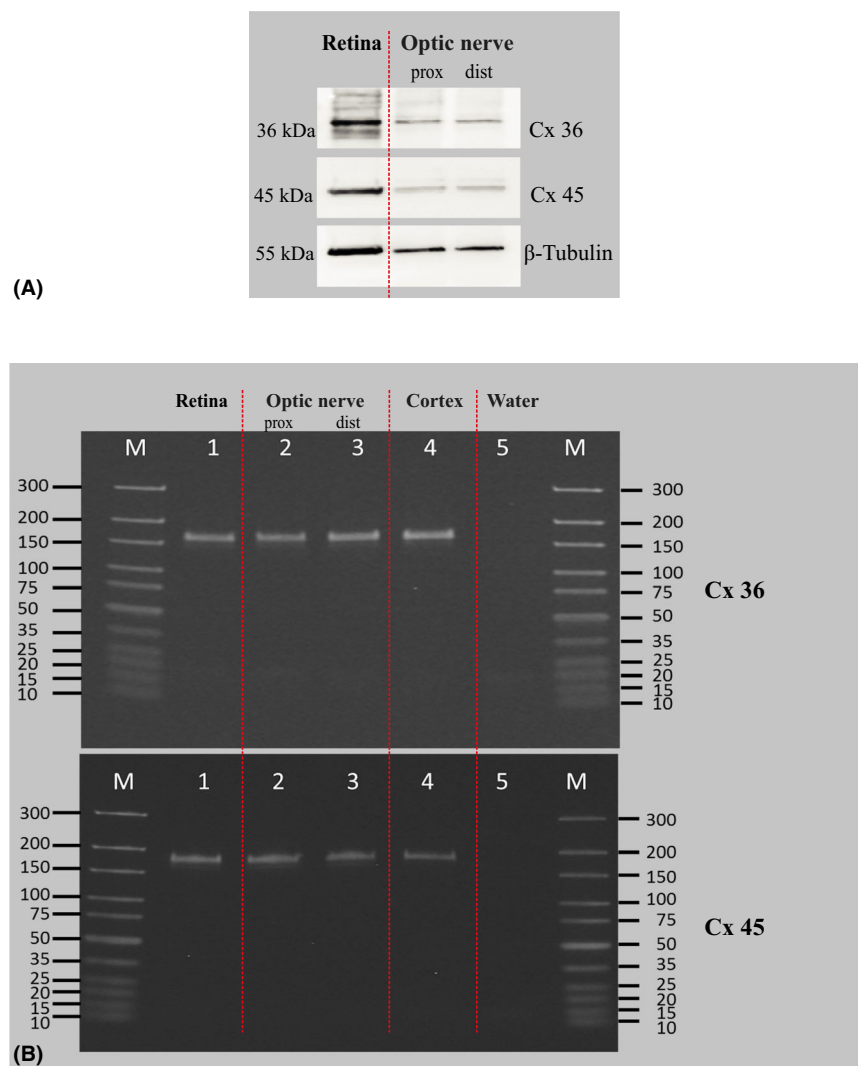 Retina Optic nerve
prox dist
36 kDa Cx 36
45 kDa Cx 45
55 kDa β-Tubulin
(A)
Retina Optic nerve Cortex Water
prox dist
M 1 2 3 4 5 M
300 300
200 200
150 150
100 100
75 75
Cx 36
50 50
35 35
25 25
20 20
15 15
10 10
M 1 2 3 4 5 M
300 300
200 200
150 150
100 100
75 75
Cx 45
50 50
35 35
25 25
20 20
15 15
10 10
(B)